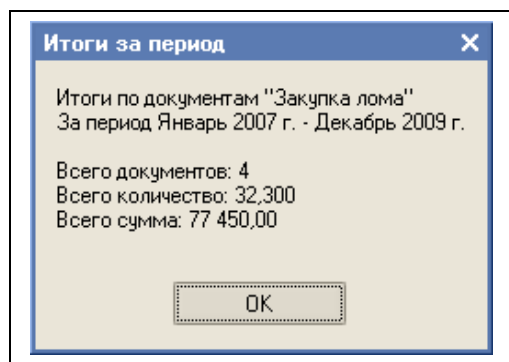 Итоги за период
Итоги по документам "Закупка лома"
За период Январь 2007 г. - Декабрь 2009 г.
Всего документов: 4
Всего количество: 32,300
Всего сумма: 77 450,00
OK